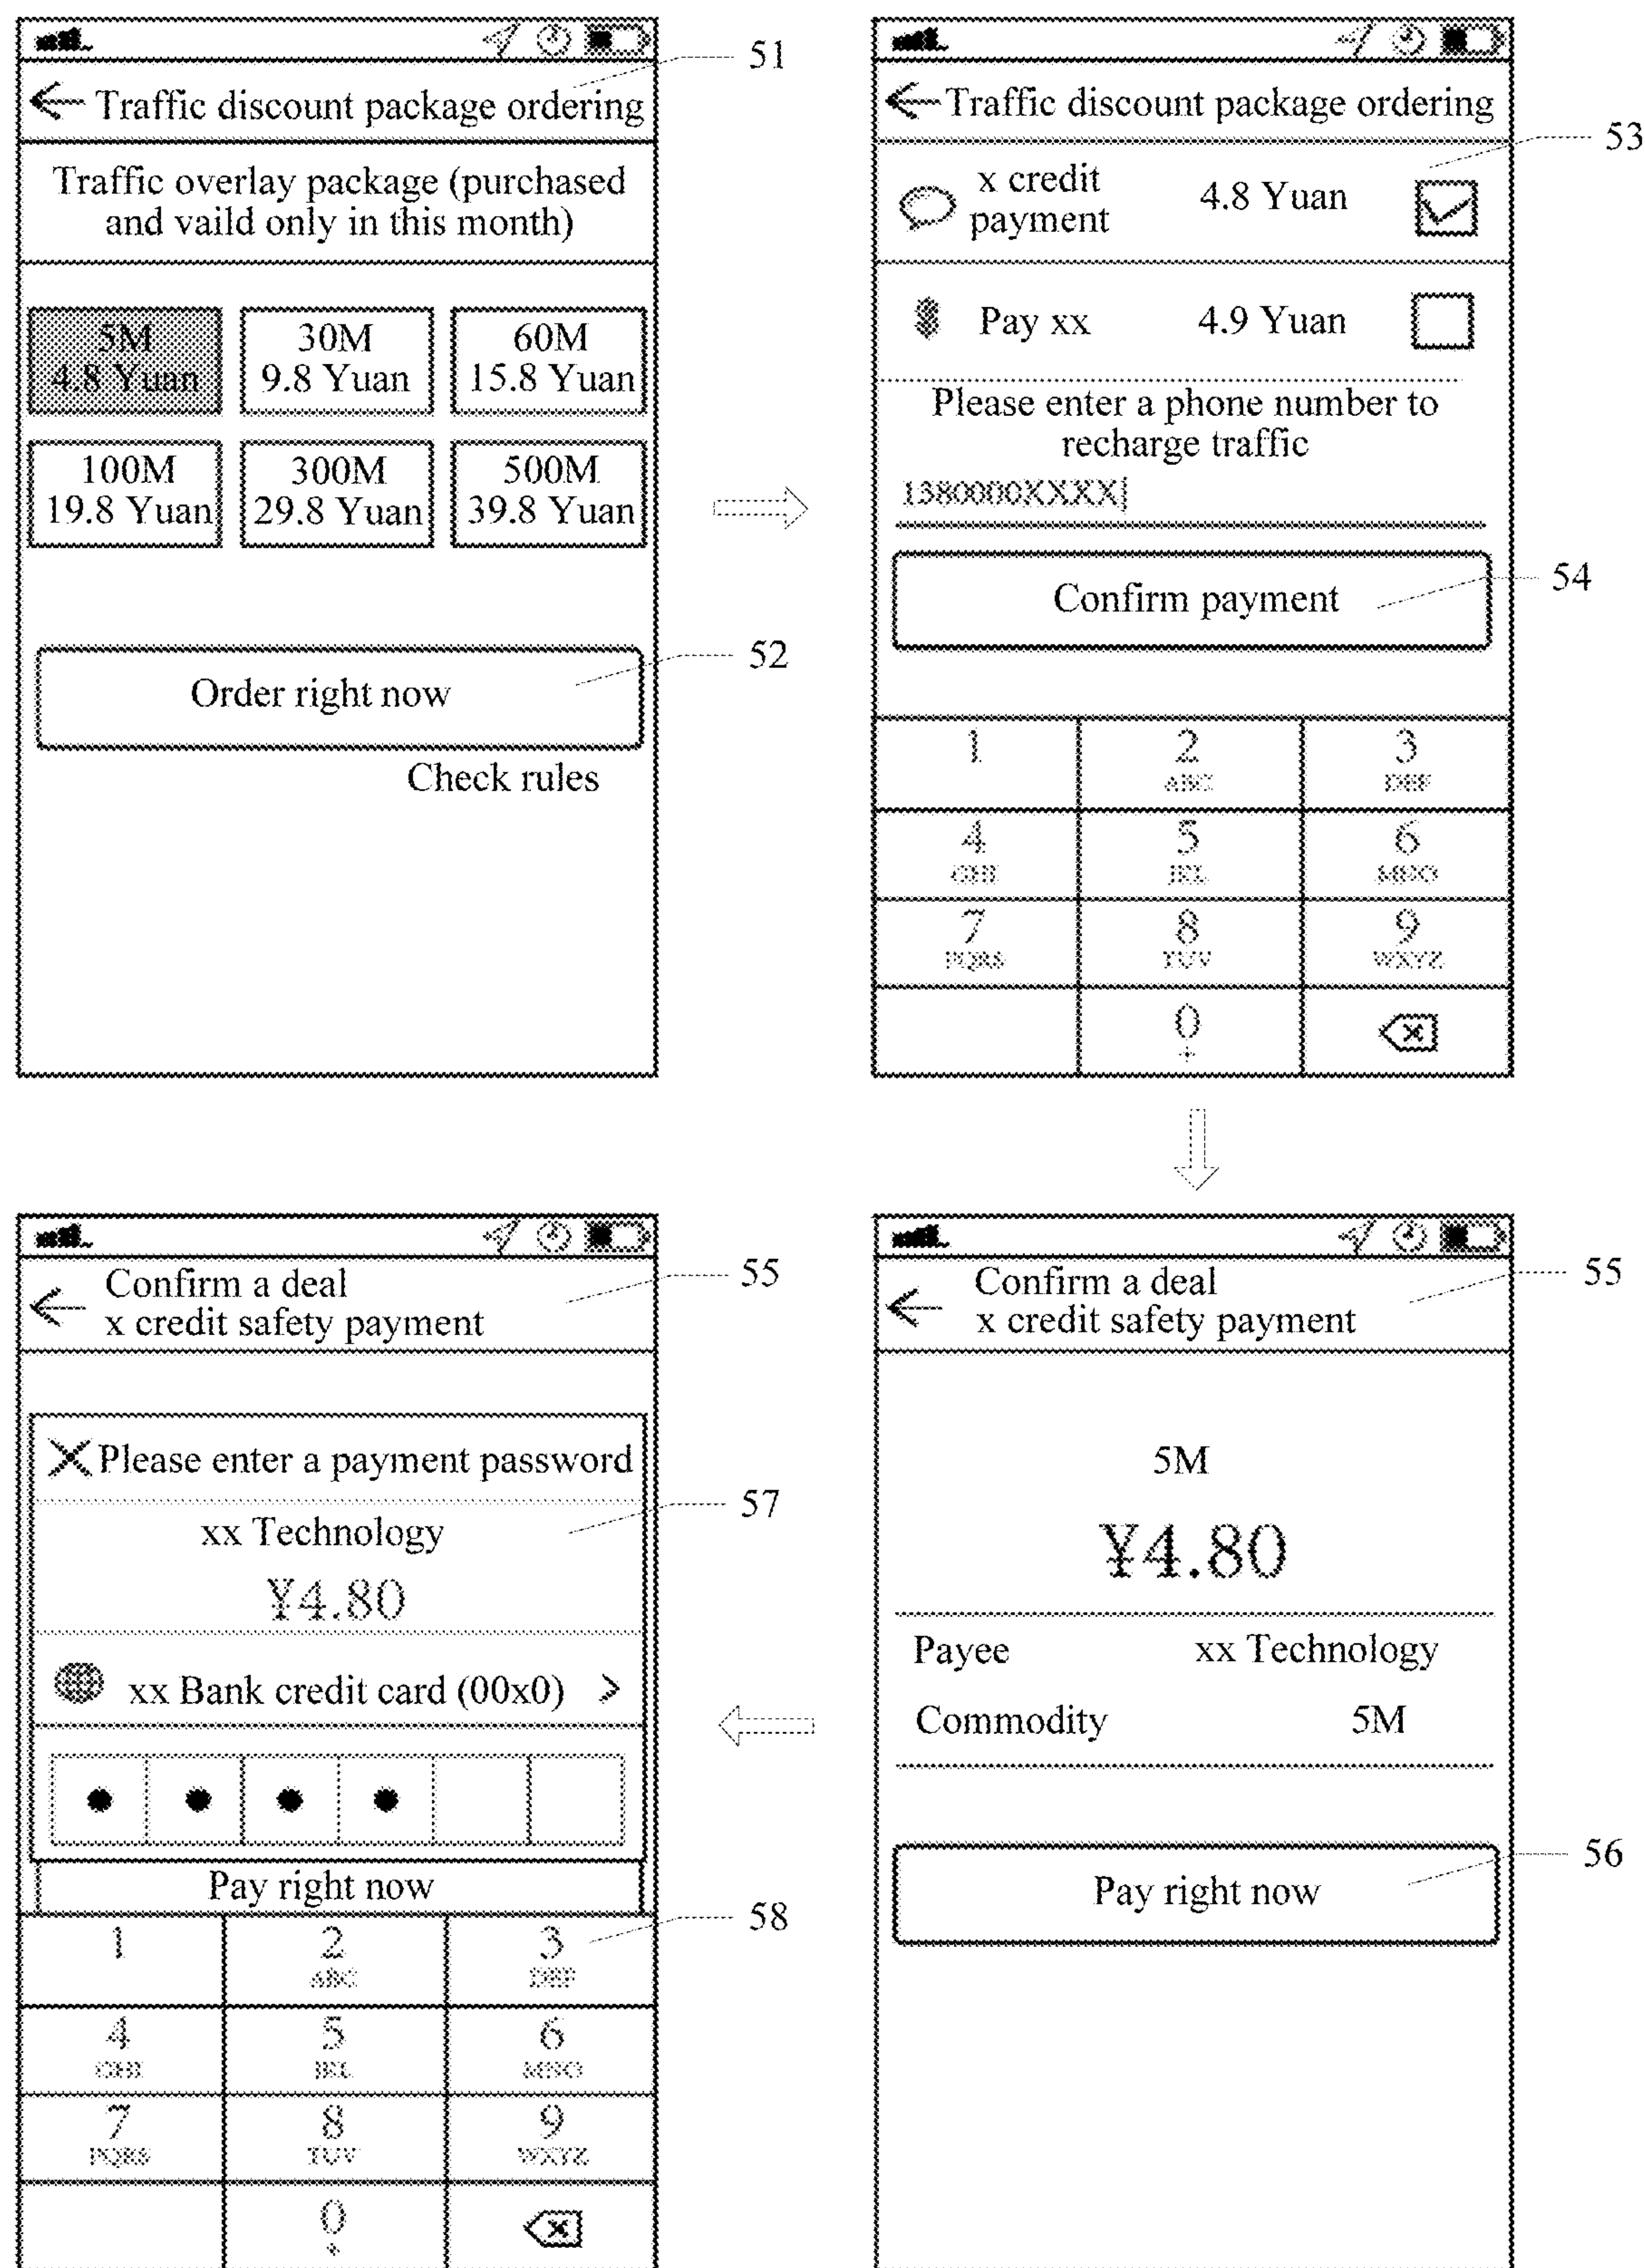 51
Traffic discount package ordering
Traffic overlay package (purchased
and vaild only in this month)
5M
4.8 Yuan
30M
9.8 Yuan
60M
15.8 Yuan
100M
19.8 Yuan
300M
29.8 Yuan
500M
39.8 Yuan
52
Order right now
Check rules
Traffic discount package ordering
53
x credit
payment
4.8 Yuan
Pay xx
4.9 Yuan
Please enter a phone number to
recharge traffic
1380000XXXX
54
Confirm payment
1
2
ABC
3
DEF
4
GHI
5
JKL
6
MNO
7
PQRS
8
TUV
9
WXYZ
0
+
55
Confirm a deal
x credit safety payment
5M
¥4.80
Payee xx Technology
Commodity 5M
56
Pay right now
55
Confirm a deal
x credit safety payment
Please enter a payment password
57
xx Technology
¥4.80
xx Bank credit card (00x0) >
Pay right now
58
1
2
ABC
3
DEF
4
GHI
5
JKL
6
MNO
7
PQRS
8
TUV
9
WXYZ
0
+